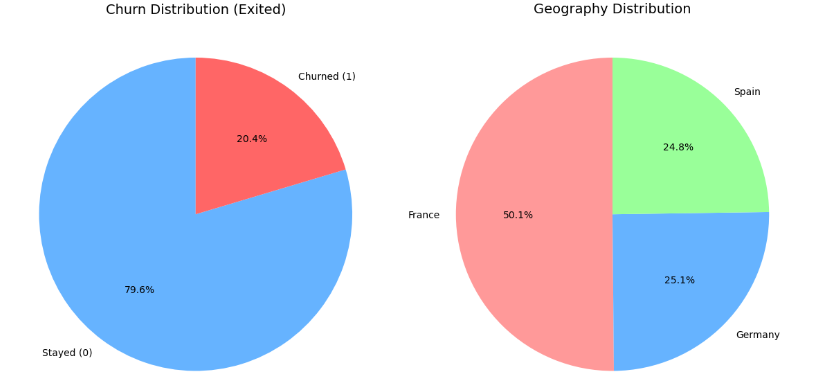 Churn Distribution (Exited)
Churned (1)
20.4%
79.6%
Stayed (0)
Geography Distribution
Spain
24.8%
France
50.1%
25.1%
Germany